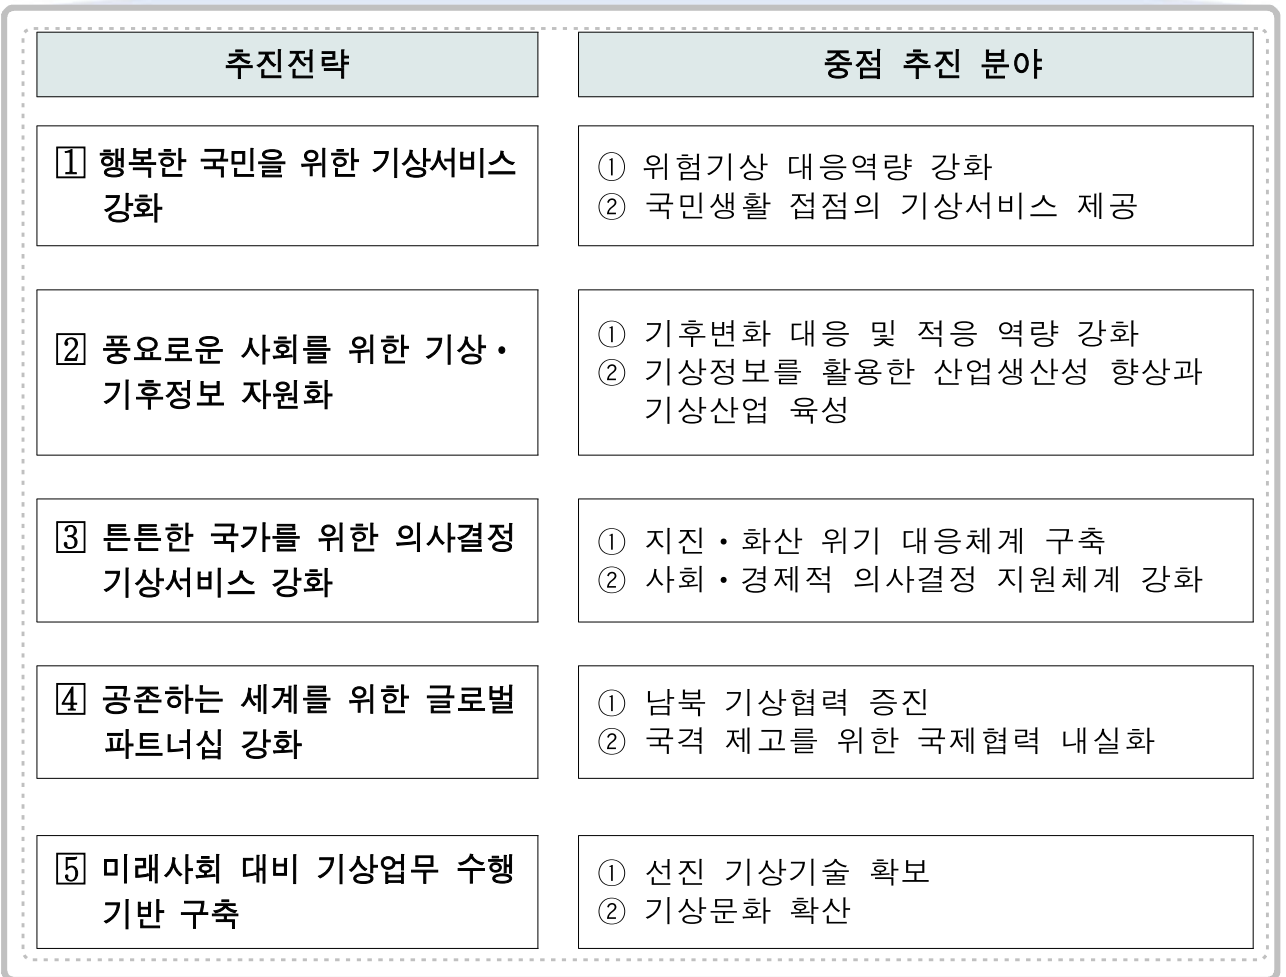 추진전략
중점 추진 분야
1 행복한 국민을 위한 기상서비스
강화
① 위험기상 대응역량 강화
② 국민생활 접점의 기상서비스 제공
2 풍요로운 사회를 위한 기상·
기후정보 자원화
① 기후변화 대응 및 적응 역량 강화
② 기상정보를 활용한 산업생산성 향상과
기상산업 육성
3 튼튼한 국가를 위한 의사결정
기상서비스 강화
① 지진·화산 위기 대응체계 구축
② 사회·경제적 의사결정 지원체계 강화
4 공존하는 세계를 위한 글로벌
파트너십 강화
① 남북 기상협력 증진
② 국격 제고를 위한 국제협력 내실화
5 미래사회 대비 기상업무 수행
기반 구축
① 선진 기상기술 확보
② 기상문화 확산